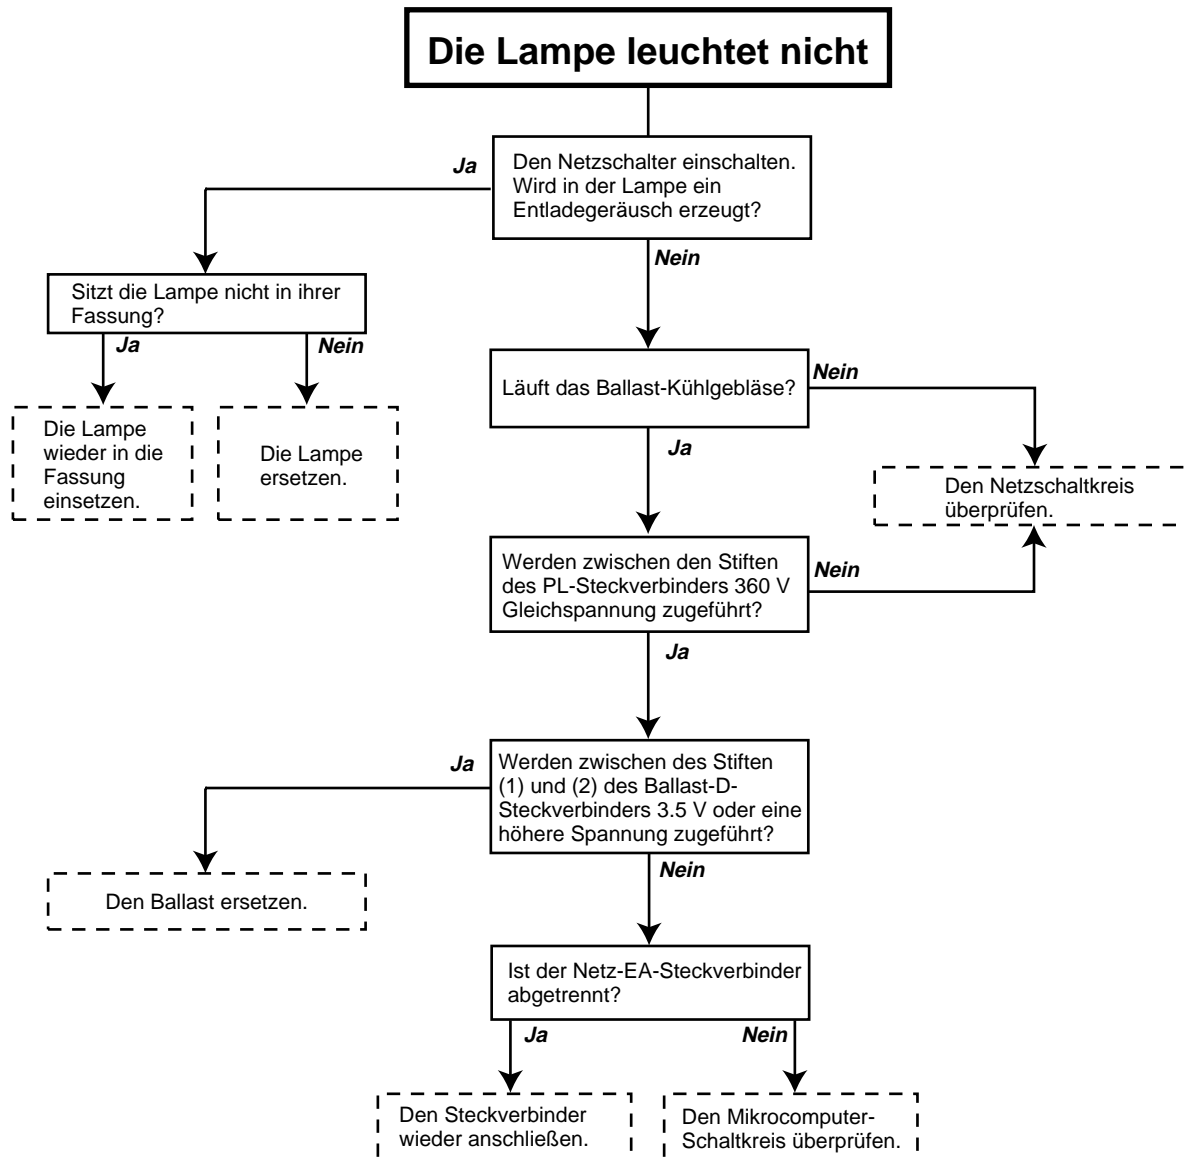 Die Lampe leuchtet nicht
Den Netzschalter einschalten.
Wird in der Lampe ein
Entladegeräusch erzeugt?
Ja
Nein
Sitzt die Lampe nicht in ihrer
Fassung?
Ja
Nein
Die Lampe
wieder in die
Fassung
einsetzen.
Die Lampe
ersetzen.
Läuft das Ballast-Kühlgebläse?
Nein
Ja
Den Netzschaltkreis
überprüfen.
Werden zwischen den Stiften
des PL-Steckverbinders 360 V
Gleichspannung zugeführt?
Nein
Ja
Werden zwischen des Stiften
(1) und (2) des Ballast-D-
Steckverbinders 3.5 V oder eine
höhere Spannung zugeführt?
Ja
Nein
Den Ballast ersetzen.
Ist der Netz-EA-Steckverbinder
abgetrennt?
Ja
Nein
Den Steckverbinder
wieder anschließen.
Den Mikrocomputer-
Schaltkreis überprüfen.